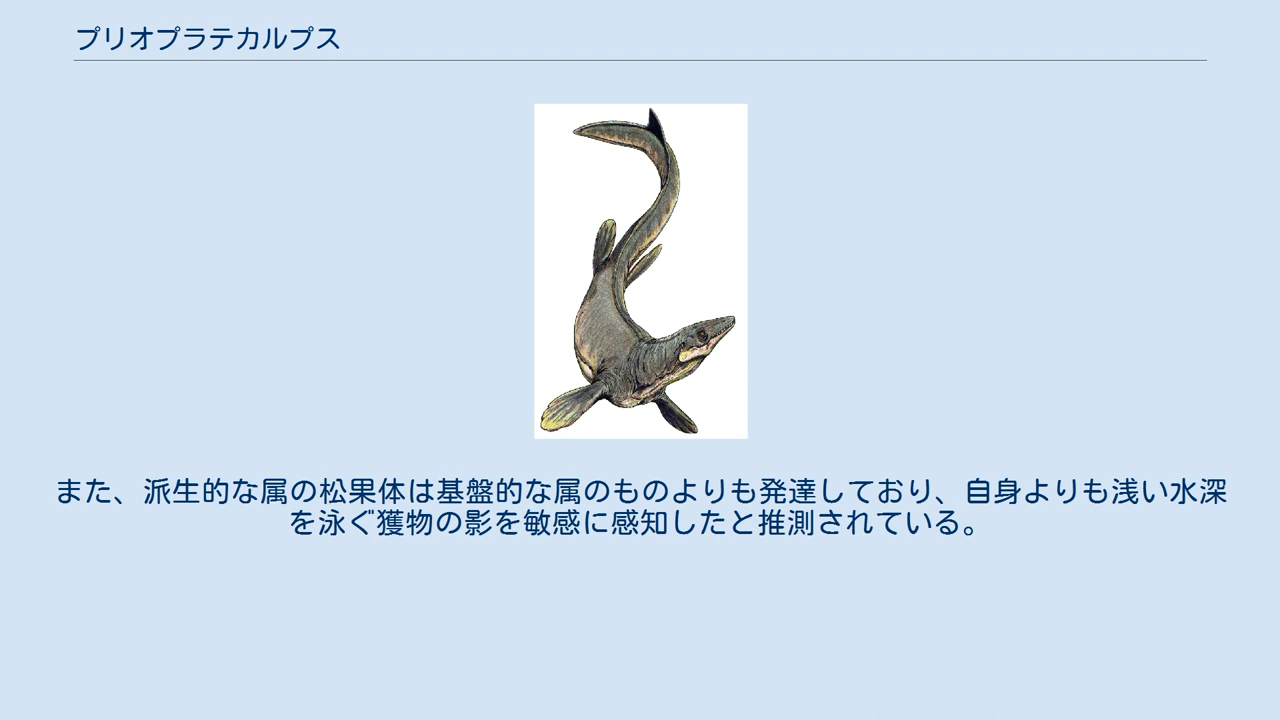 プリオプラテカルプス
また、派生的な属の松果体は基盤的な属のものよりも発達しており、自身よりも浅い水深
を泳ぐ獲物の影を敏感に感知したと推測されている。